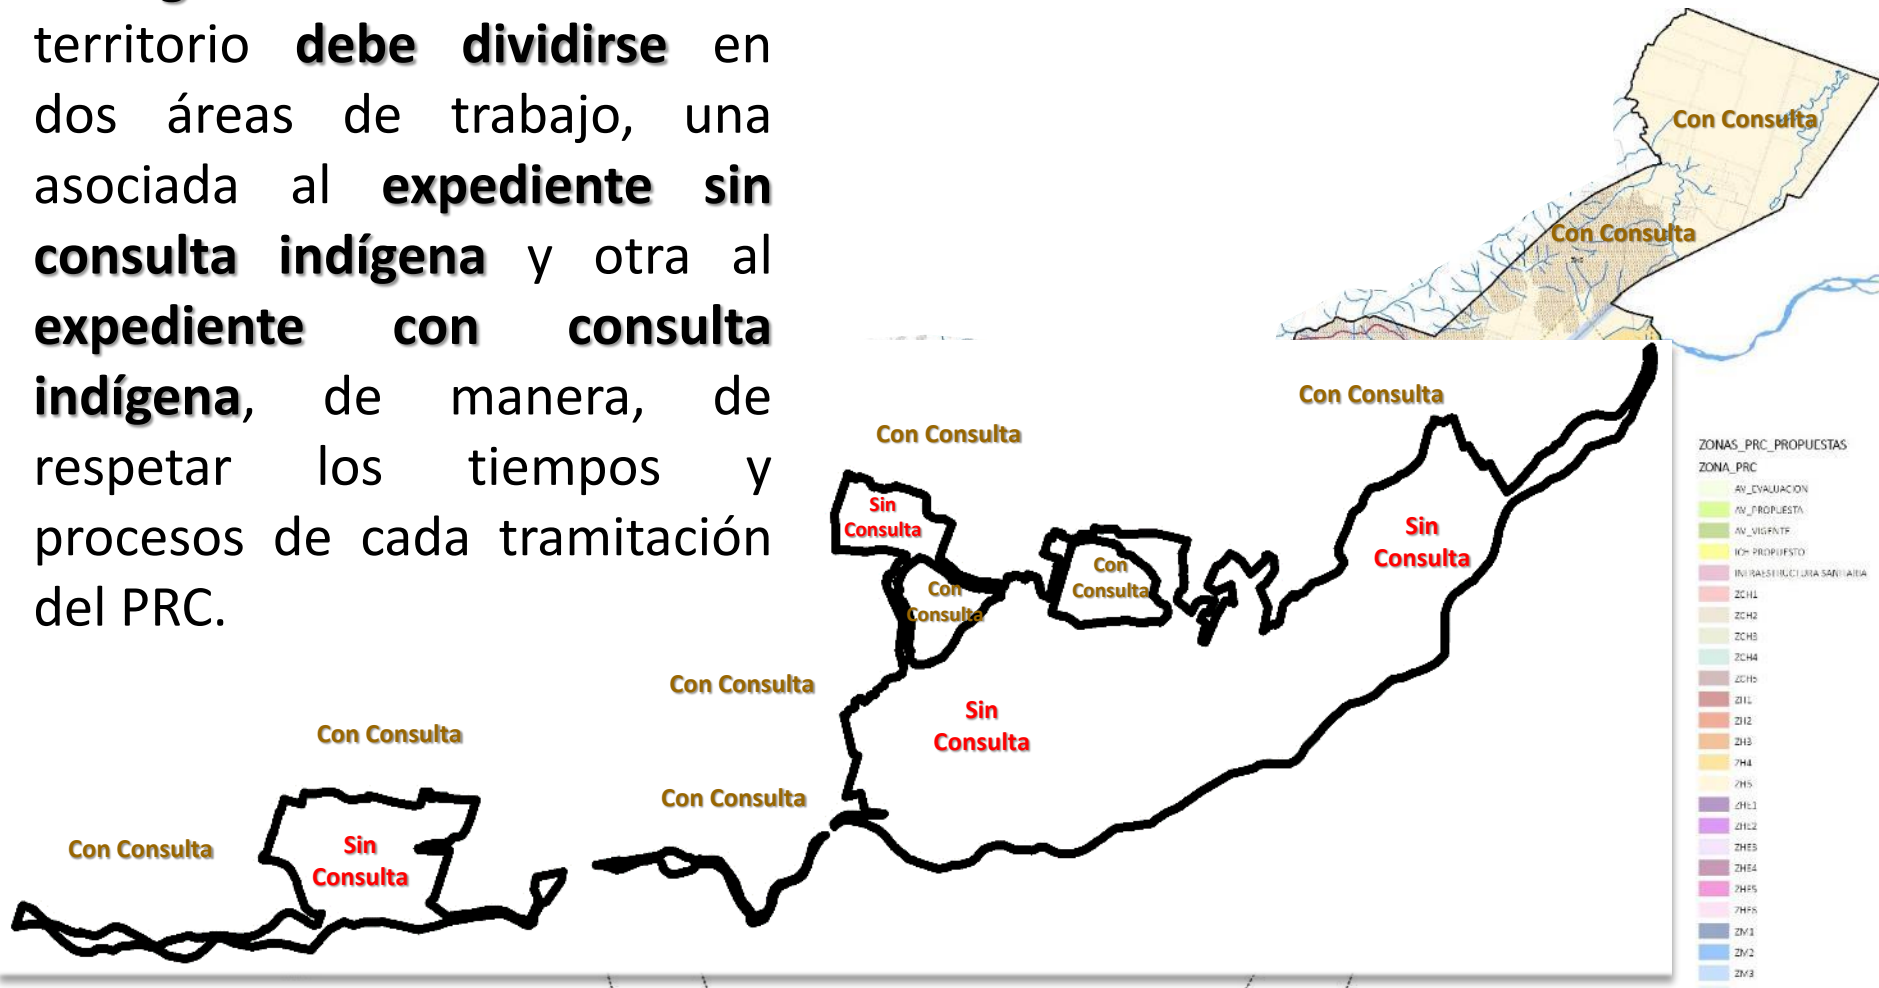 territorio debe dividirse en
dos áreas de trabajo, una
asociada al expediente sin
consulta indígena y otra al
expediente con consulta
indígena, de manera, de
respetar los tiempos y
procesos de cada tramitación
del PRC.
Con Consulta
Con Consulta
Con Consulta
Con Consulta
Sin
Consulta
Sin
Consulta
Con
Consulta
Con
Consulta
Con Consulta
Sin
Consulta
Con Consulta
Con Consulta
Con Consulta
Sin
Consulta
ZONAS_PRC_PROPUESTAS
ZONA_PRC
AV_EVALUACION
AV_PROPUESTA
AV_VIGENTE
ICH PROPUESTO
INFRAESTRUCTURA SANITARIA
ZCH1
ZCH2
ZCH3
ZCH4
ZCH5
ZH1
ZH2
ZH3
ZH4
ZH5
ZHE1
ZHE2
ZHE3
ZHE4
ZHE5
ZHE6
ZM1
ZM2
ZM3